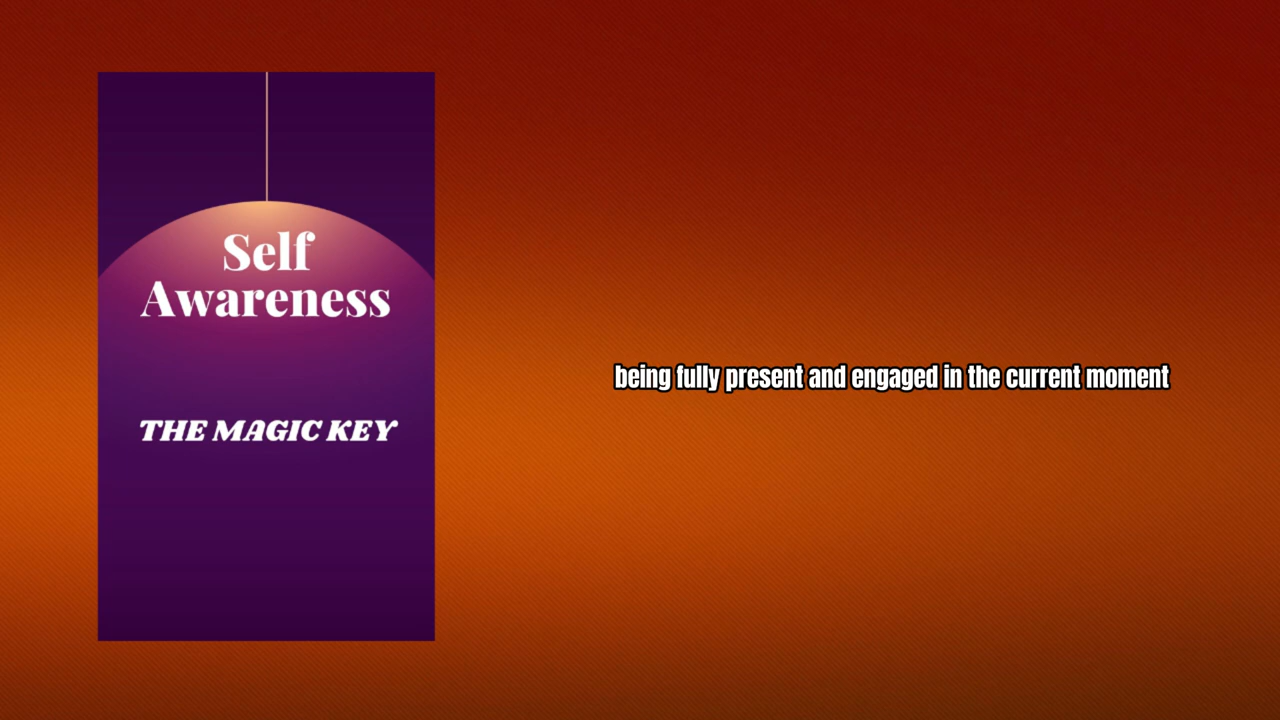 Self
Awareness
THE MAGIC KEY
being fully present and engaged in the current moment